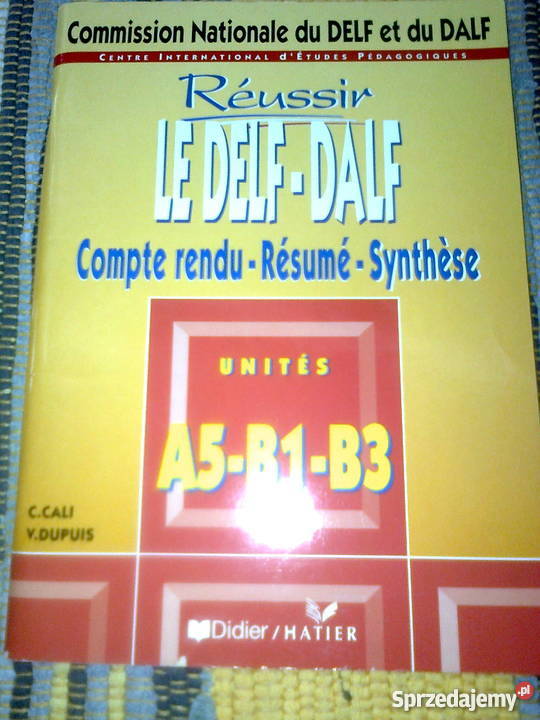 Commission Nationale du DELF et du DALF
CENTRE INTERNATIONAL D'ÉTUDES PÉDAGOGIQUES
Réussir
LE DELF-DALF
Compte rendu - Résumé - Synthèse
UNITÉS
A5-B1-B3
C.CALI
V.DUPUIS
Didier/HATIER
Sprzedajemy.pl